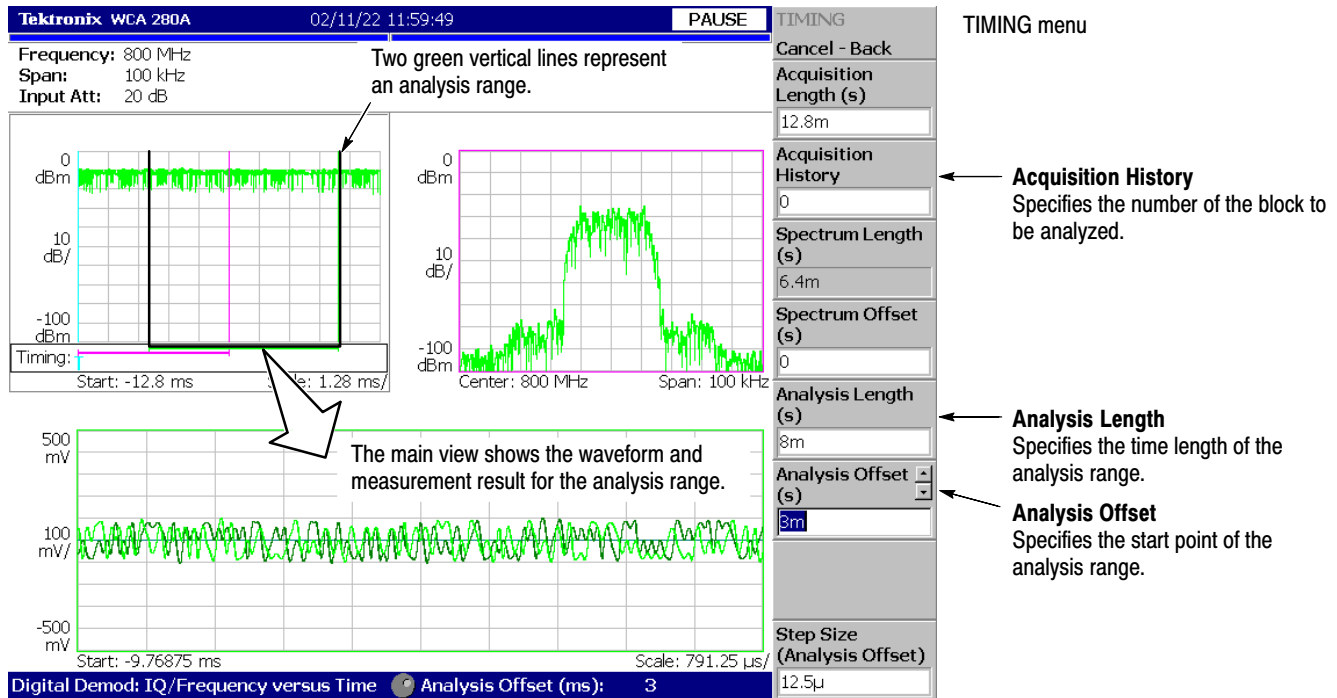 Tektronix WCA 280A 02/11/22 11:59:49 PAUSE
Frequency: 800 MHz
Span: 100 kHz
Input Att: 20 dB
Two green vertical lines represent
an analysis range.
0
dBm
10
dB/
-100
dBm
Timing:
Start: -12.8 ms
e: 1.28 ms/
0
dBm
10
dB/
-100
dBm
Center: 800 MHz
Span: 100 kHz
The main view shows the waveform and
measurement result for the analysis range.
500
mV
100
mV/
-500
mV
Start: -9.76875 ms
Scale: 791.25 µs/
Digital Demod: IQ/Frequency versus Time Analysis Offset (ms): 3
TIMING
Cancel - Back
Acquisition
Length (s)
12.8m
Acquisition
History
0
Spectrum Length
(s)
6.4m
Spectrum Offset
(s)
0
Analysis Length
(s)
8m
Analysis Offset
(s)
3m
Step Size
(Analysis Offset)
12.5µ
TIMING menu
Acquisition History
Specifies the number of the block to
be analyzed.
Analysis Length
Specifies the time length of the
analysis range.
Analysis Offset
Specifies the start point of the
analysis range.